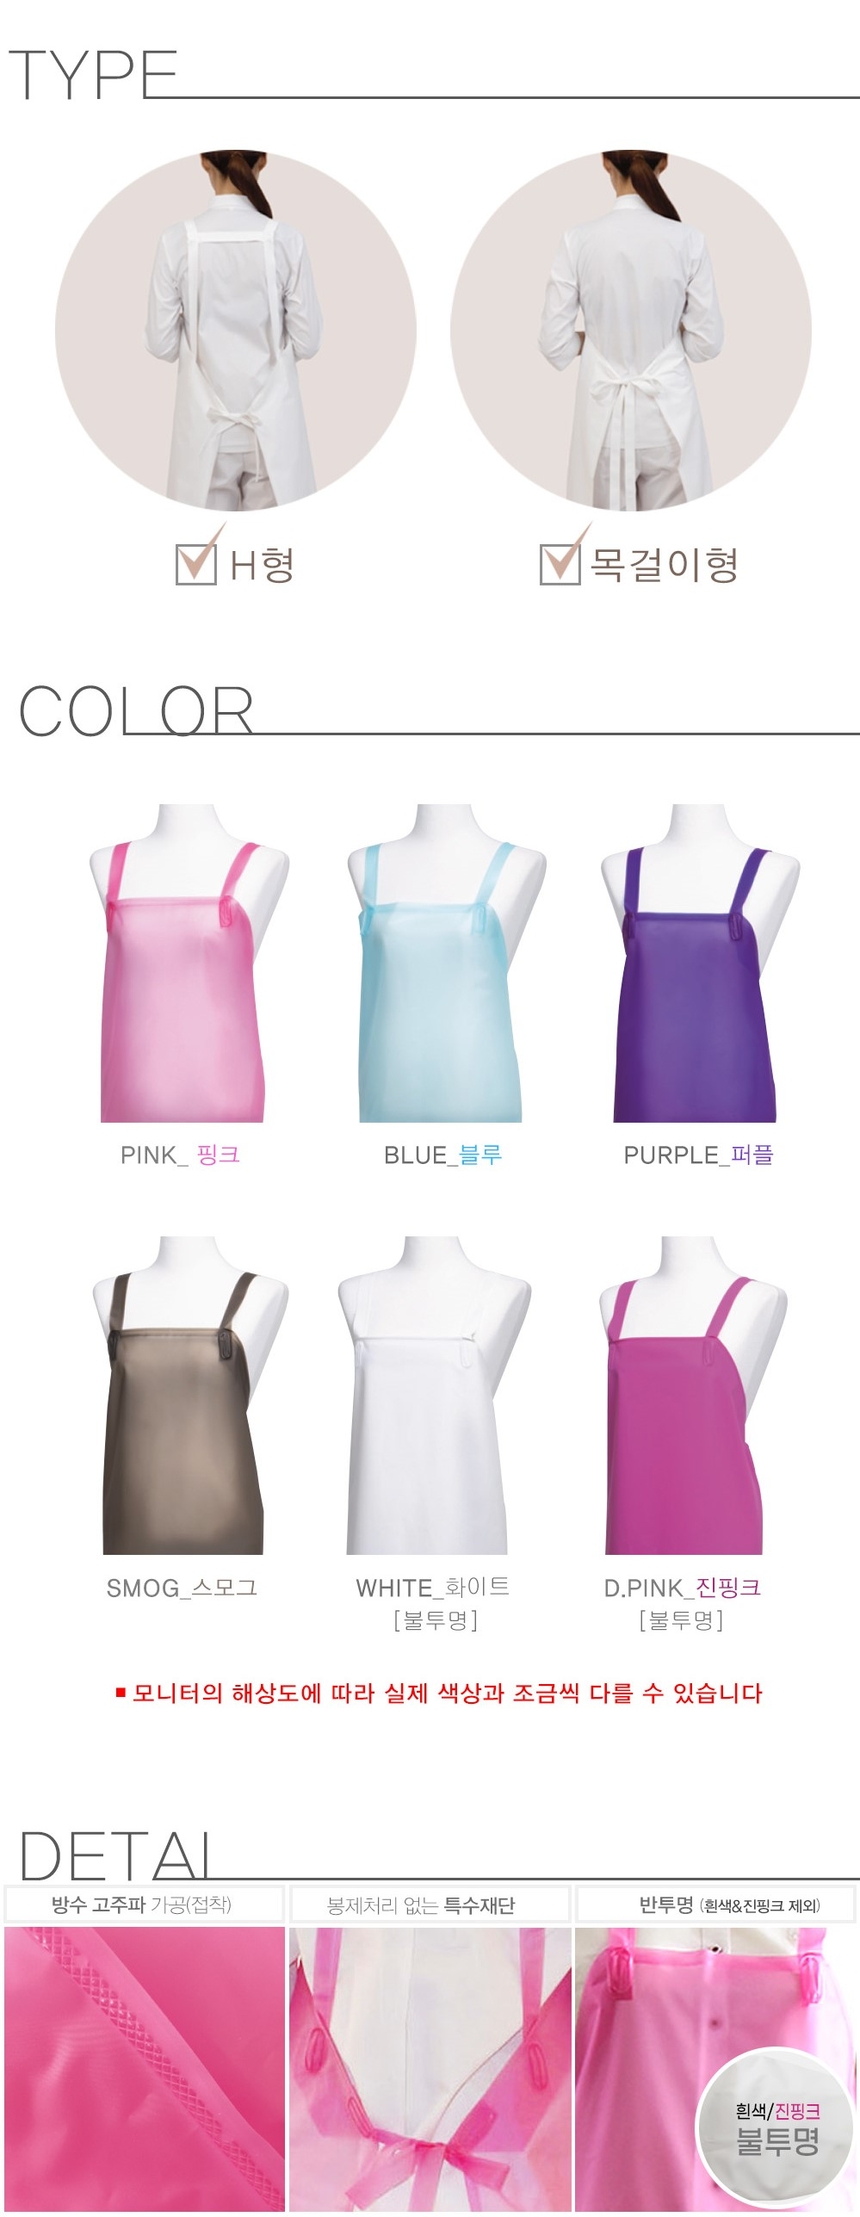 TYPE
H형
목걸이형
COLOR
PINK_ 핑크
BLUE_블루
PURPLE_퍼플
SMOG_스모그
WHITE_화이트
[불투명]
D.PINK_진핑크
[불투명]
■ 모니터의 해상도에 따라 실제 색상과 조금씩 다를 수 있습니다
DETAI
방수 고주파 가공(접착)
봉제처리 없는 특수재단
반투명 (흰색&진핑크 제외)
흰색/진핑크
불투명